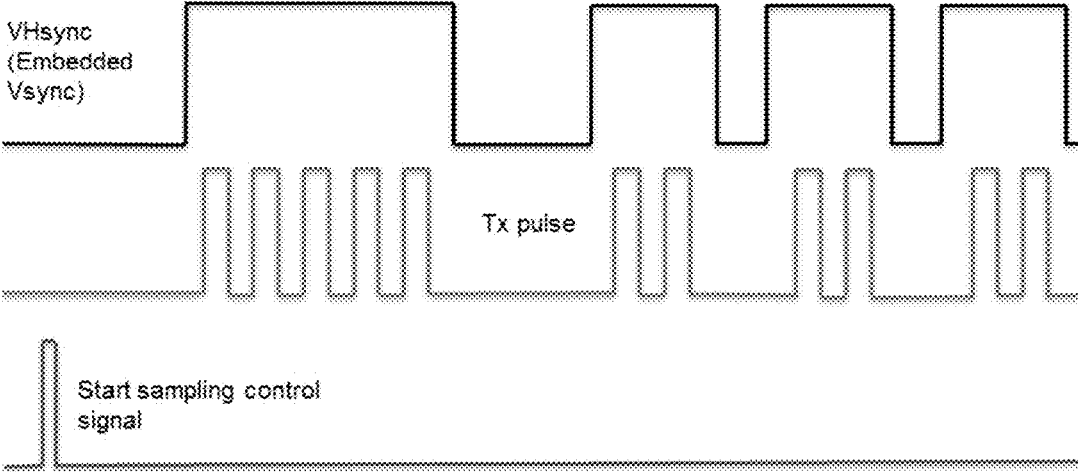 VHsync
(Embedded
Vsync)
Tx pulse
Start sampling control
signal